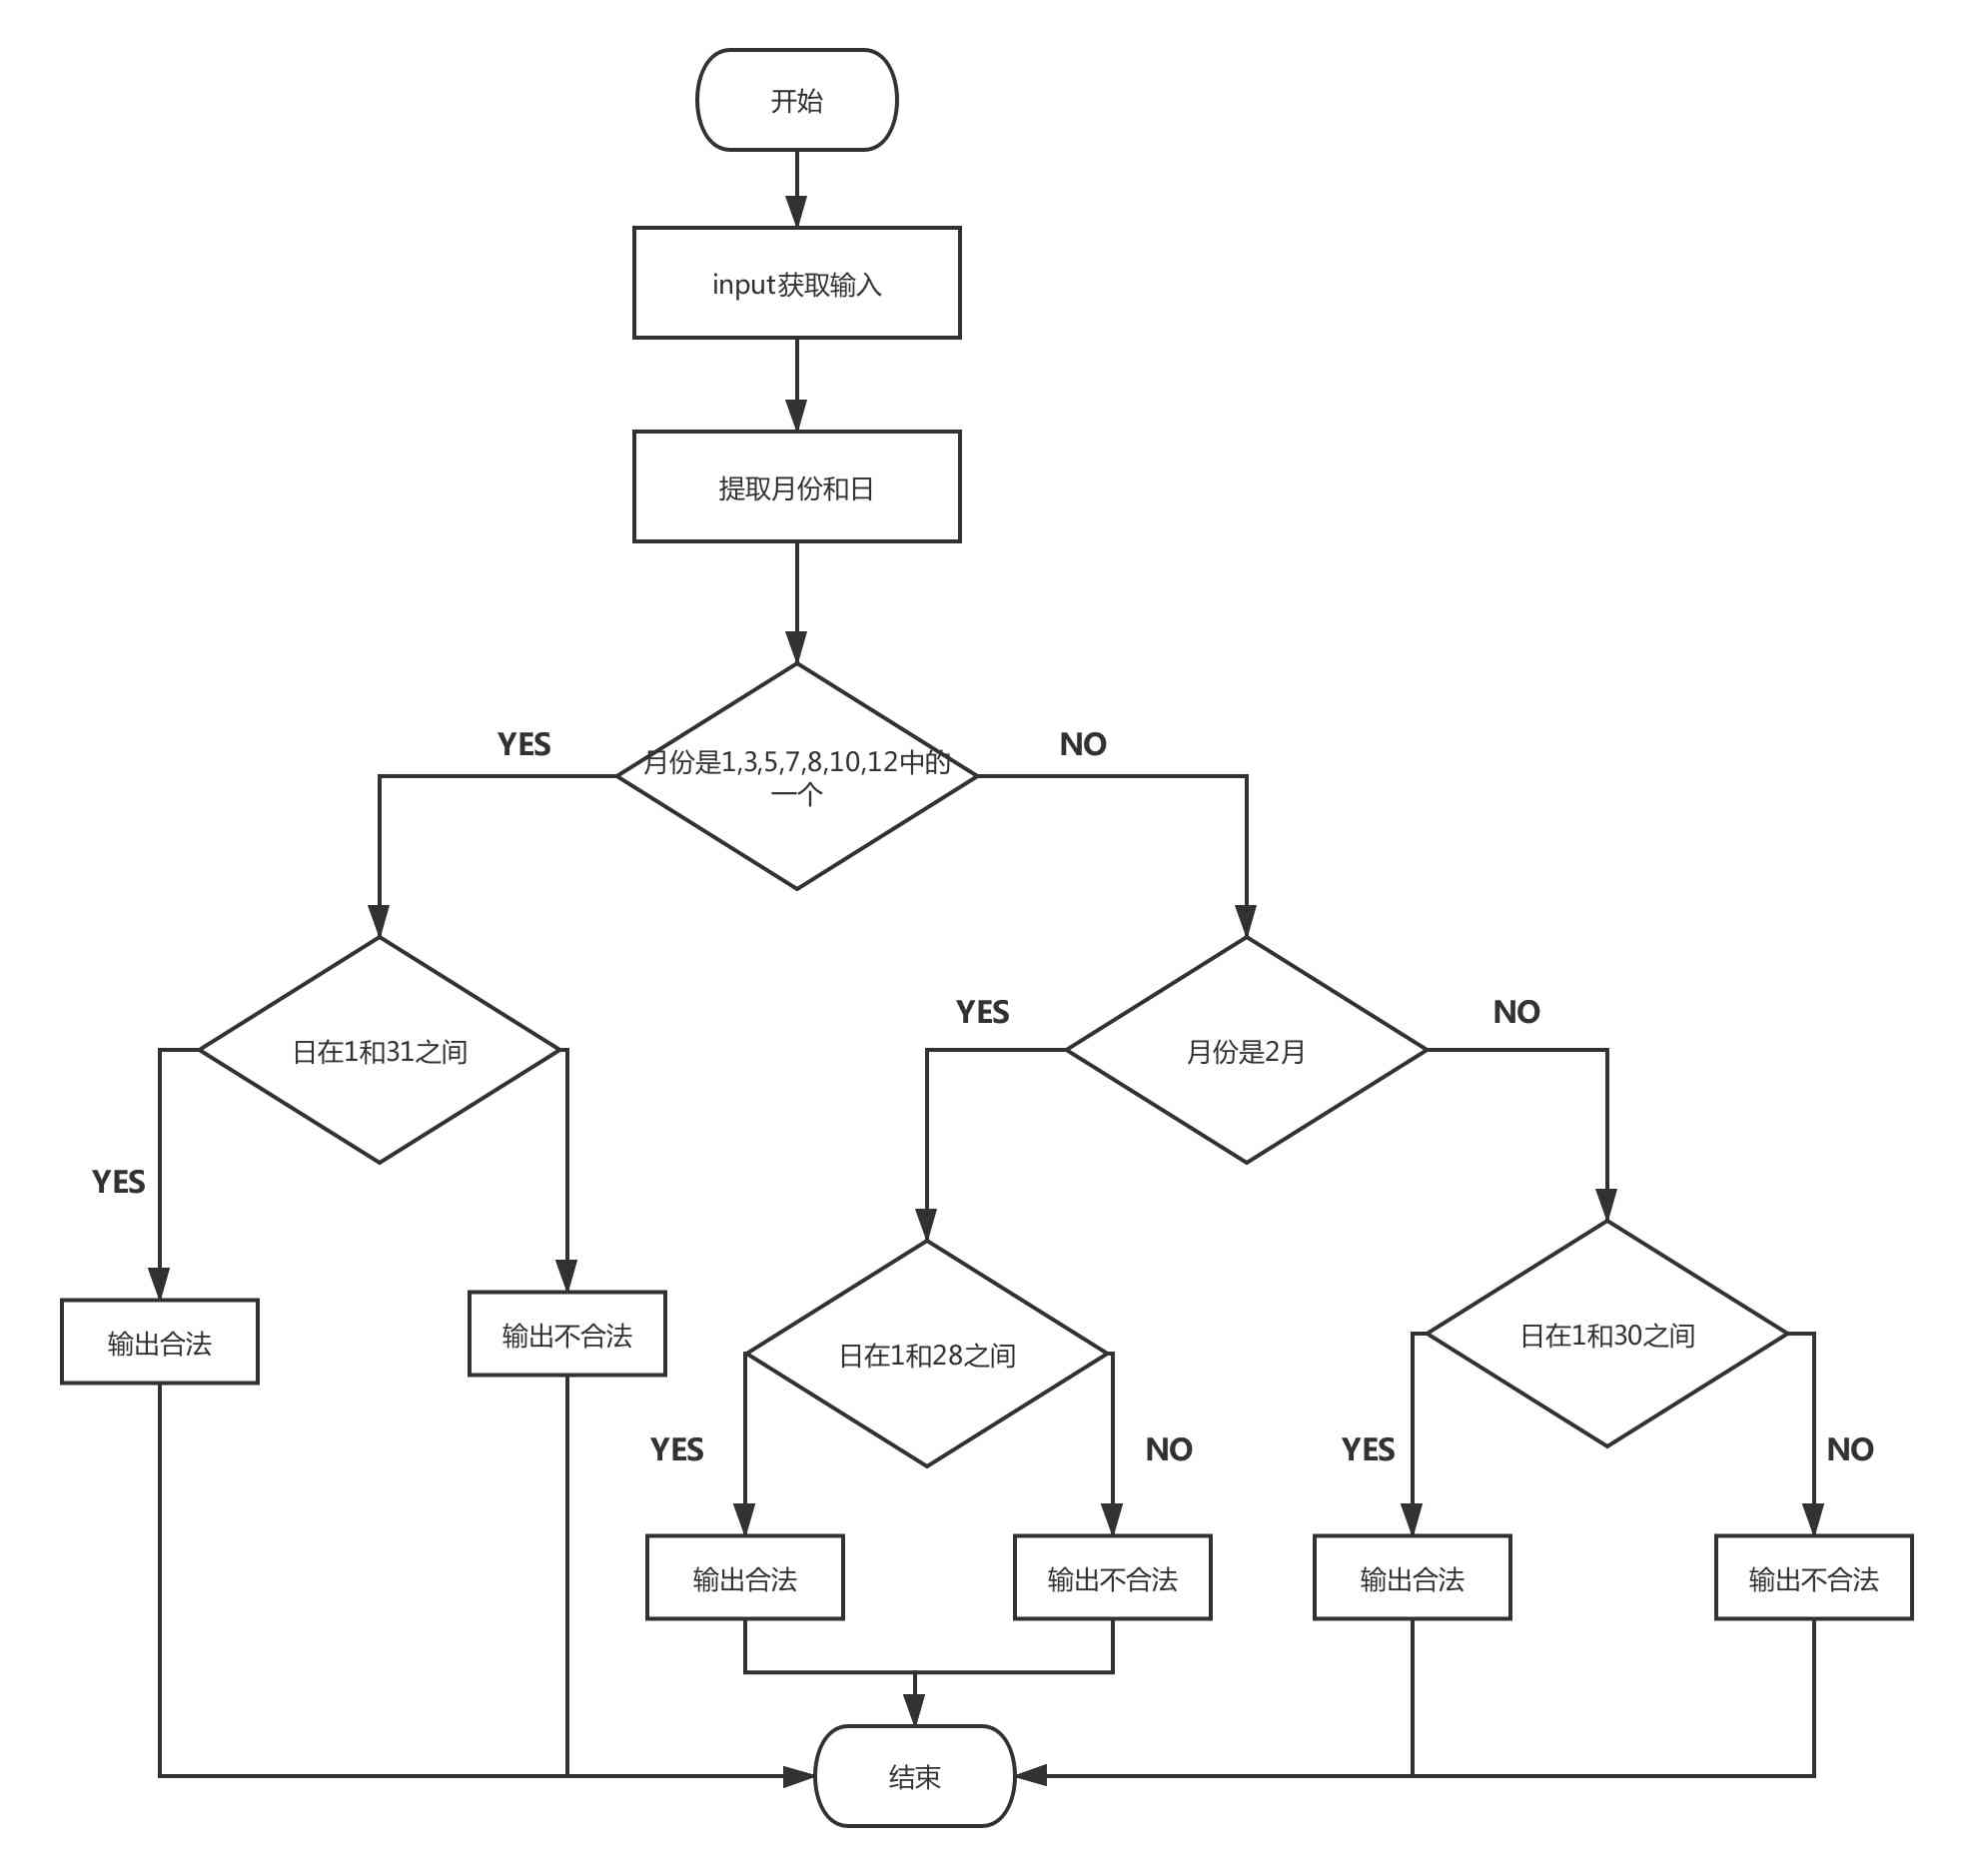 开始
input获取输入
提取月份和日
YES
NO
月份是1,3,5,7,8,10,12中的
一个
YES
NO
日在1和31之间
月份是2月
YES
输出合法
输出不合法
日在1和28之间
日在1和30之间
YES
NO
YES
NO
输出合法
输出不合法
输出合法
输出不合法
结束